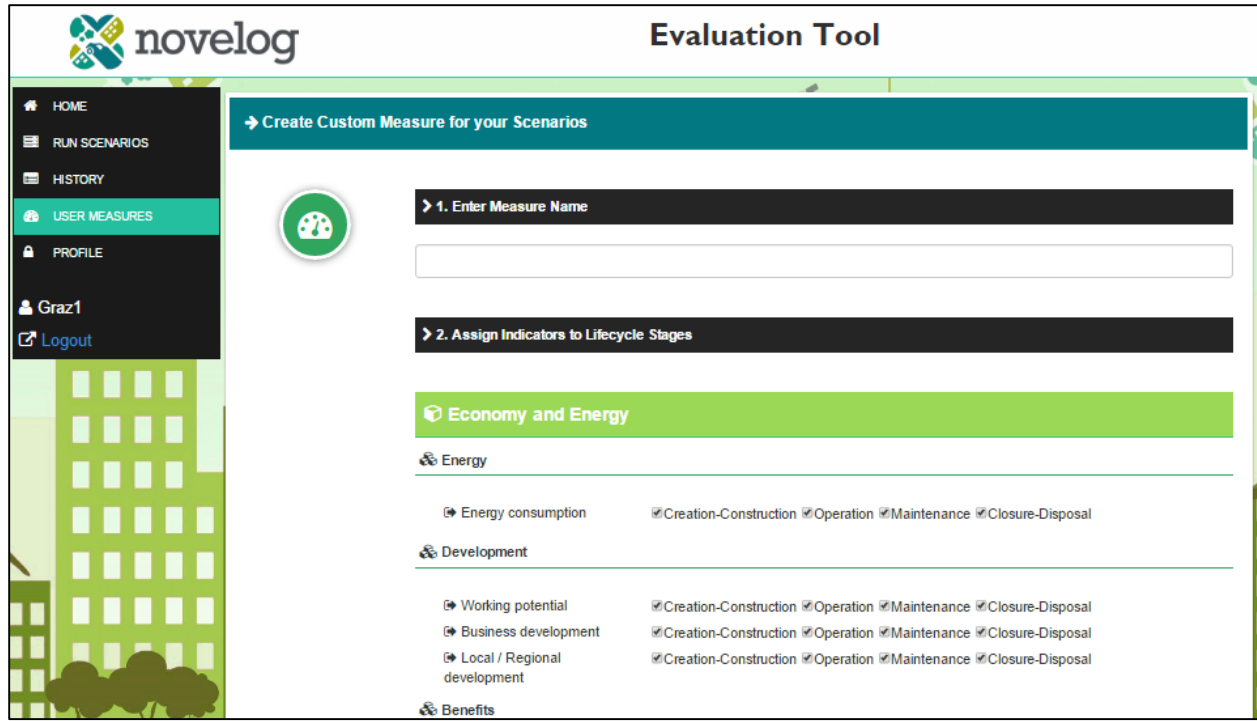 novelog
Evaluation Tool
HOME
RUN SCENARIOS
HISTORY
USER MEASURES
PROFILE
Graz1
Logout
Create Custom Measure for your Scenarios
1. Enter Measure Name
2. Assign Indicators to Lifecycle Stages
Economy and Energy
Energy
Energy consumption Creation-Construction Operation Maintenance Closure-Disposal
Development
Working potential Creation-Construction Operation Maintenance Closure-Disposal
Business development Creation-Construction Operation Maintenance Closure-Disposal
Local / Regional Creation-Construction Operation Maintenance Closure-Disposal
development
Benefits